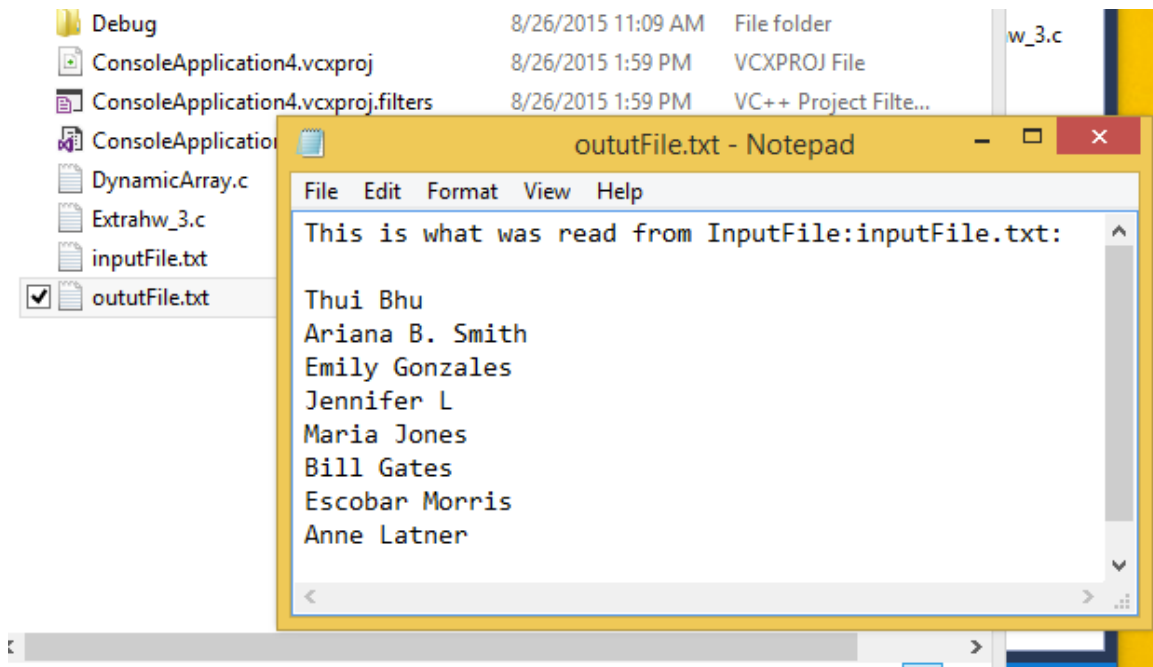 Debug 8/26/2015 11:09 AM File folder
w_3.c
ConsoleApplication4.vcxproj 8/26/2015 1:59 PM VCXPROJ File
ConsoleApplication4.vcxproj.filters 8/26/2015 1:59 PM VC++ Project Filte...
ConsoleApplication
DynamicArray.c
Extrahw_3.c
inputFile.txt
oututFile.txt
oututFile.txt - Notepad
File Edit Format View Help
This is what was read from InputFile:inputFile.txt:
Thui Bhu
Ariana B. Smith
Emily Gonzales
Jennifer L
Maria Jones
Bill Gates
Escobar Morris
Anne Latner